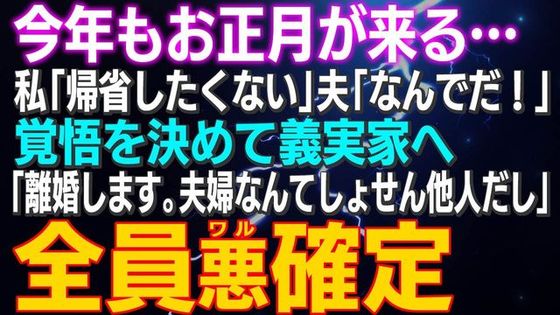 今年もお正月が来る…
私「帰省したくない」夫「なんでだ！」
覚悟を決めて義実家へ
「離婚します。夫婦なんてしょせん他人だし」
ワル
全員悪確定